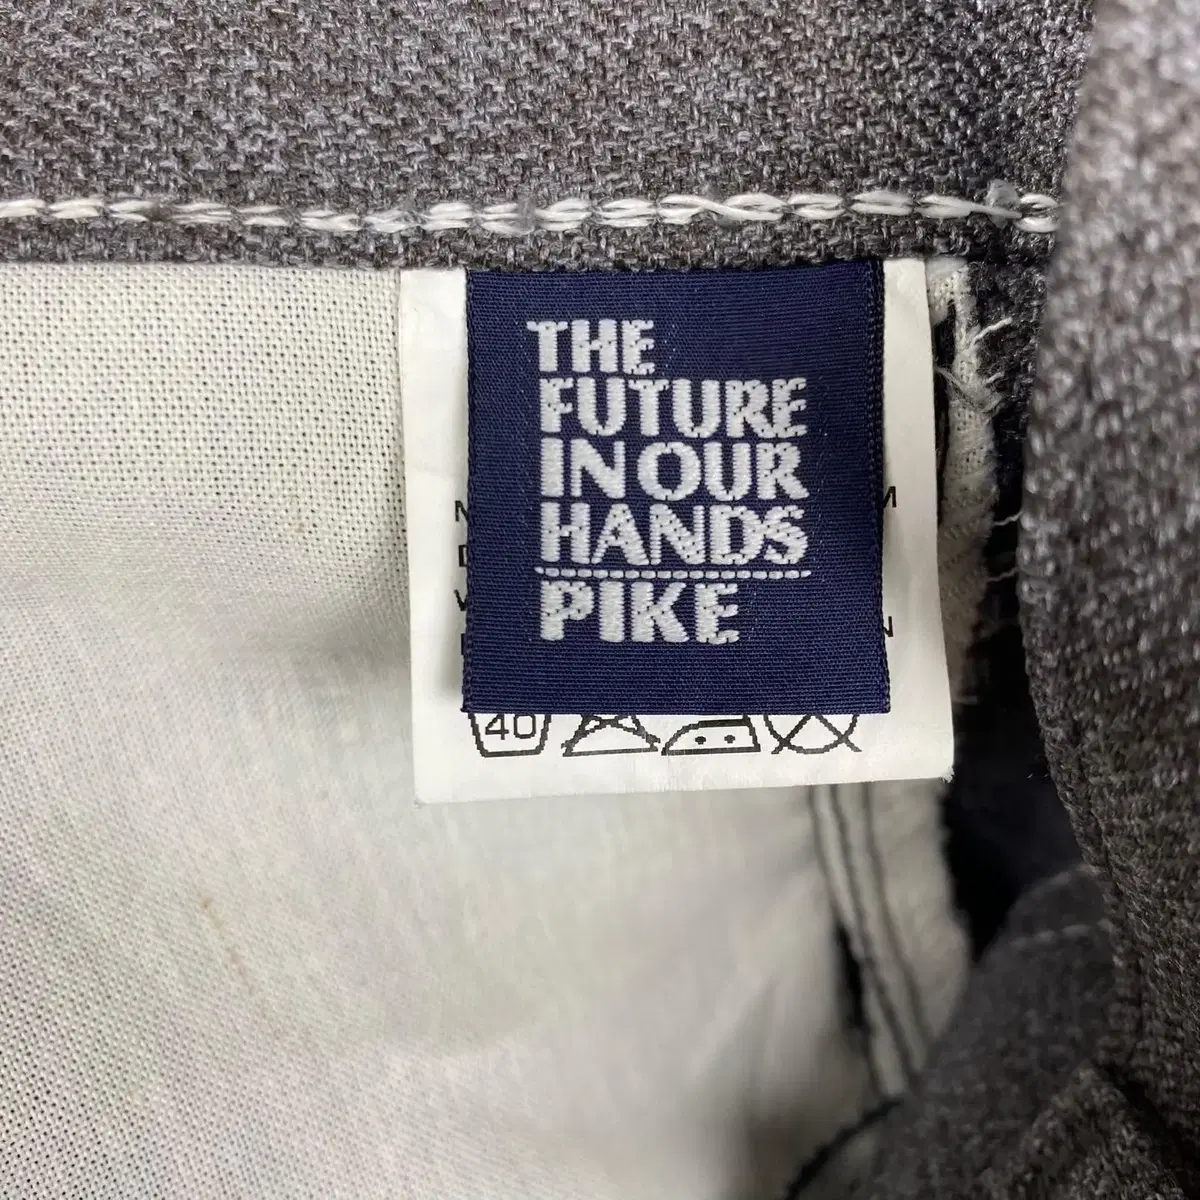 THE
FUTURE
IN OUR
HANDS
PIKE
40